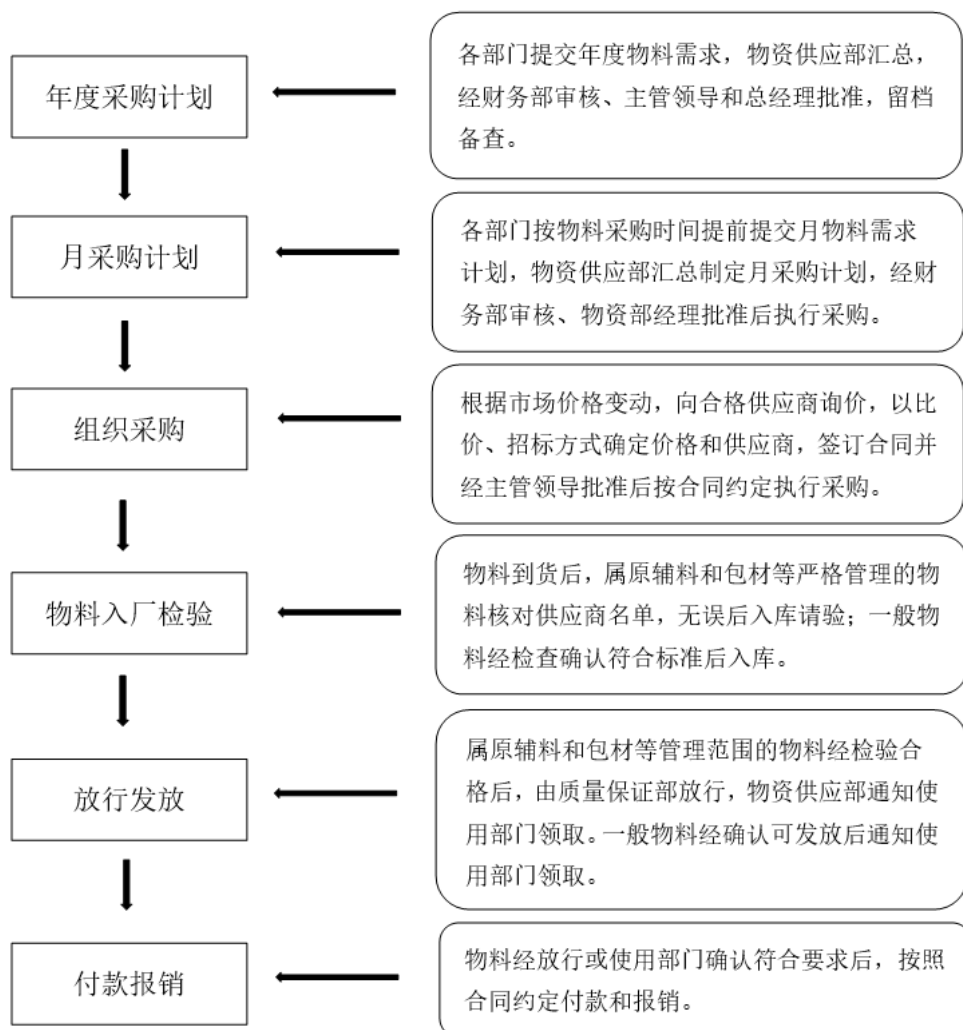 年度采购计划
各部门提交年度物料需求，物资供应部汇总，
经财务部审核、主管领导和总经理批准，留档
备查。
月采购计划
各部门按物料采购时间提前提交月物料需求
计划，物资供应部汇总制定月采购计划，经财
务部审核、物资部经理批准后执行采购。
组织采购
根据市场价格变动，向合格供应商询价，以比
价、招标方式确定价格和供应商，签订合同并
经主管领导批准后按合同约定执行采购。
物料入厂检验
物料到货后，属原辅料和包材等严格管理的物
料核对供应商名单，无误后入库请验；一般物
料经检查确认符合标准后入库。
放行发放
属原辅料和包材等管理范围的物料经检验合
格后，由质量保证部放行，物资供应部通知使
用部门领取。一般物料经确认可发放后通知使
用部门领取。
付款报销
物料经放行或使用部门确认符合要求后，按照
合同约定付款和报销。